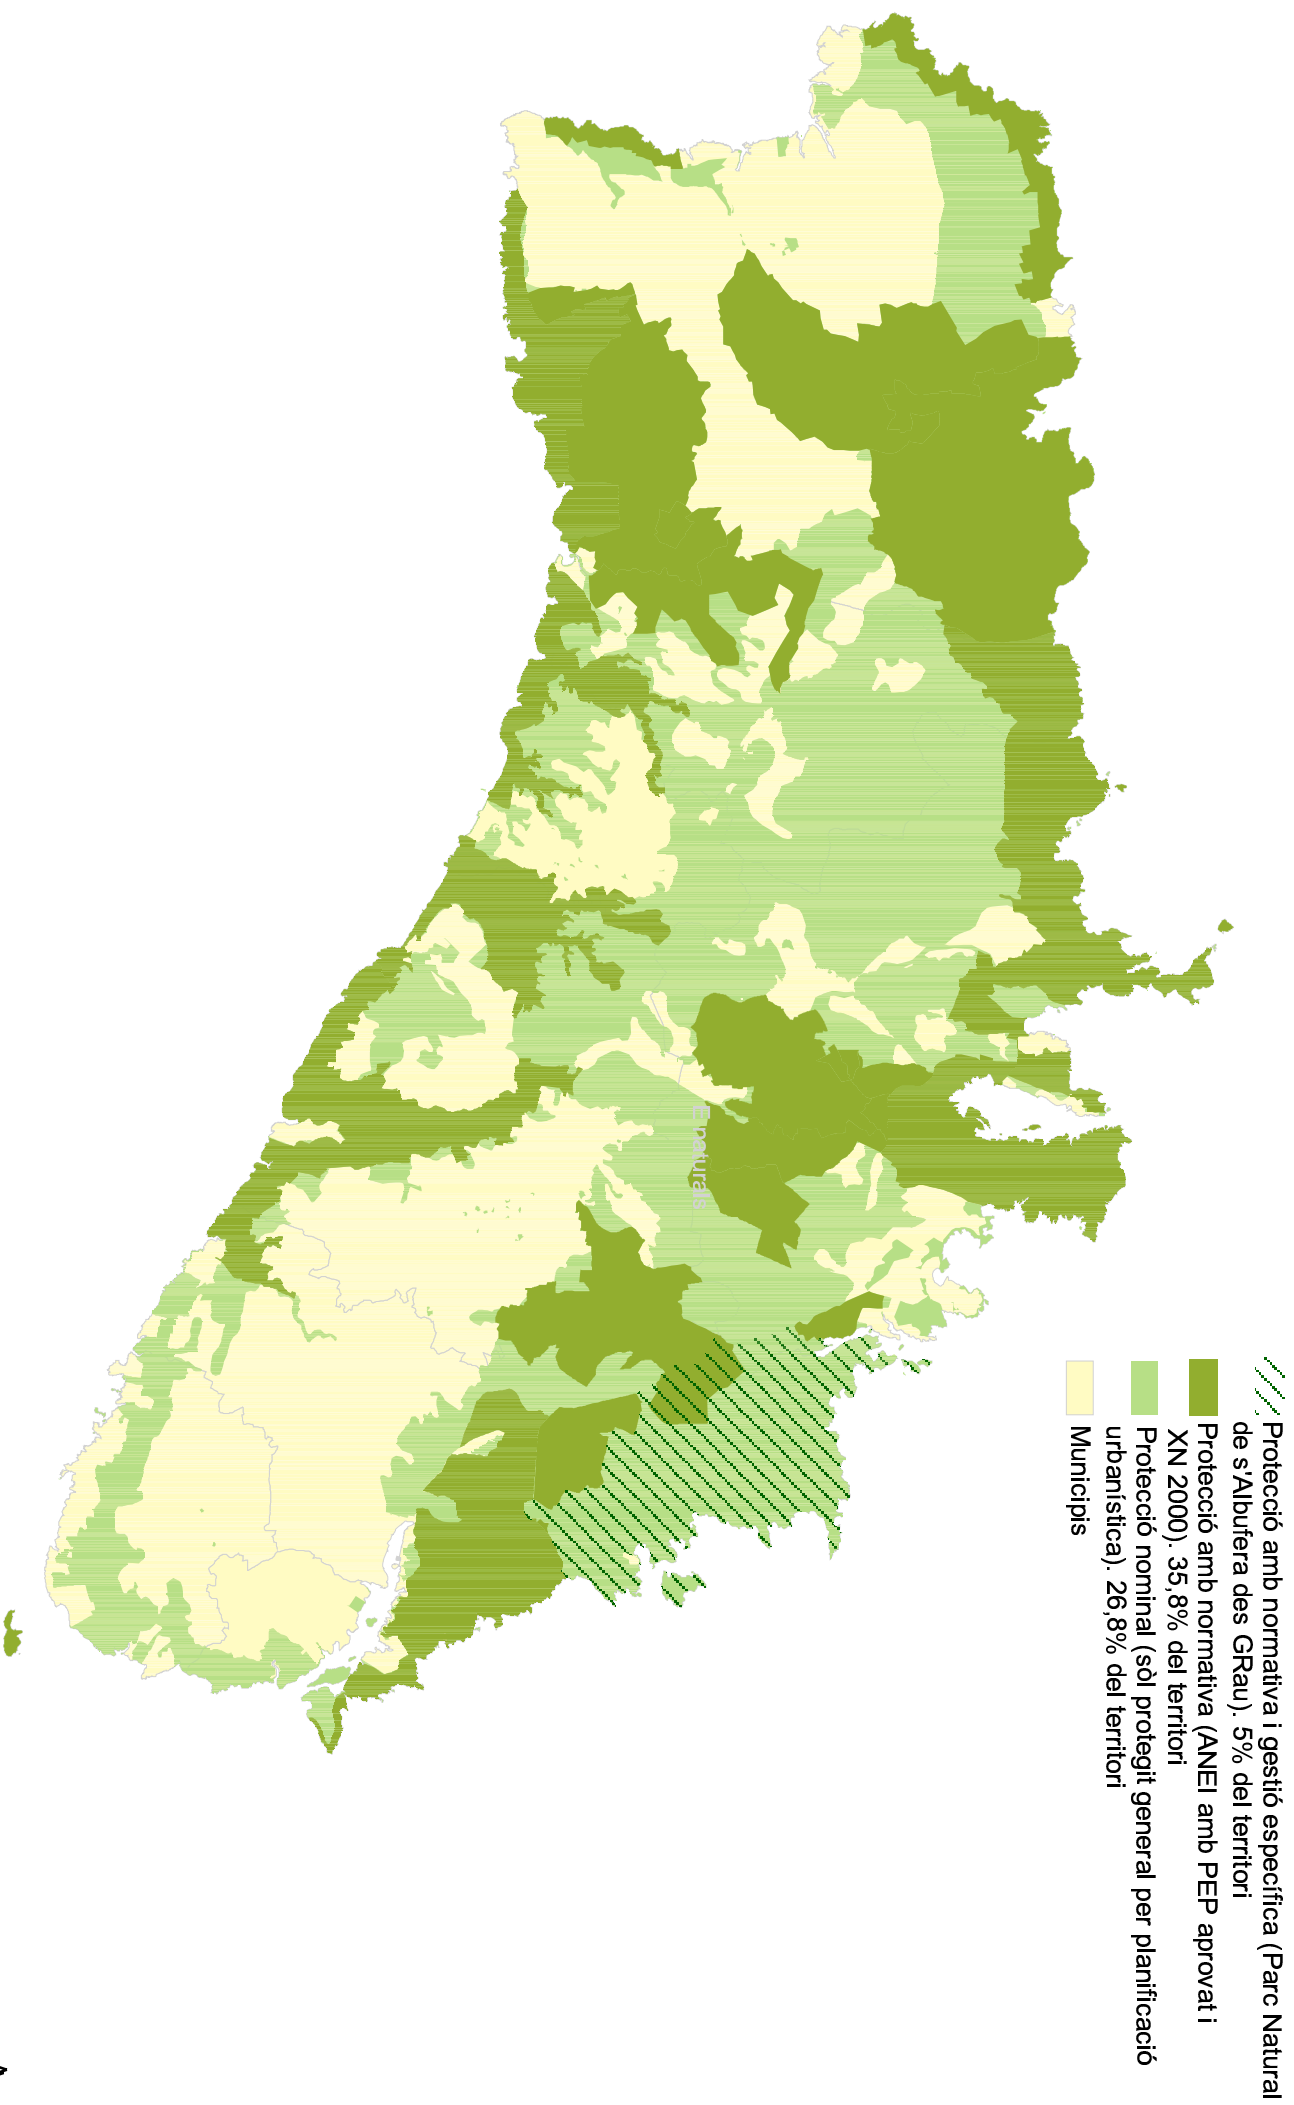 Protecció amb normativa i gestió específica (Parc Natural
de s'Albufera des GRau). 5% del territori
Protecció amb normativa (ANEI amb PEP aprovat i
XN 2000). 35,8% del territori
Protecció nominal (sòl protegit general per planificació
urbanística). 26,8% del territori
Municipis